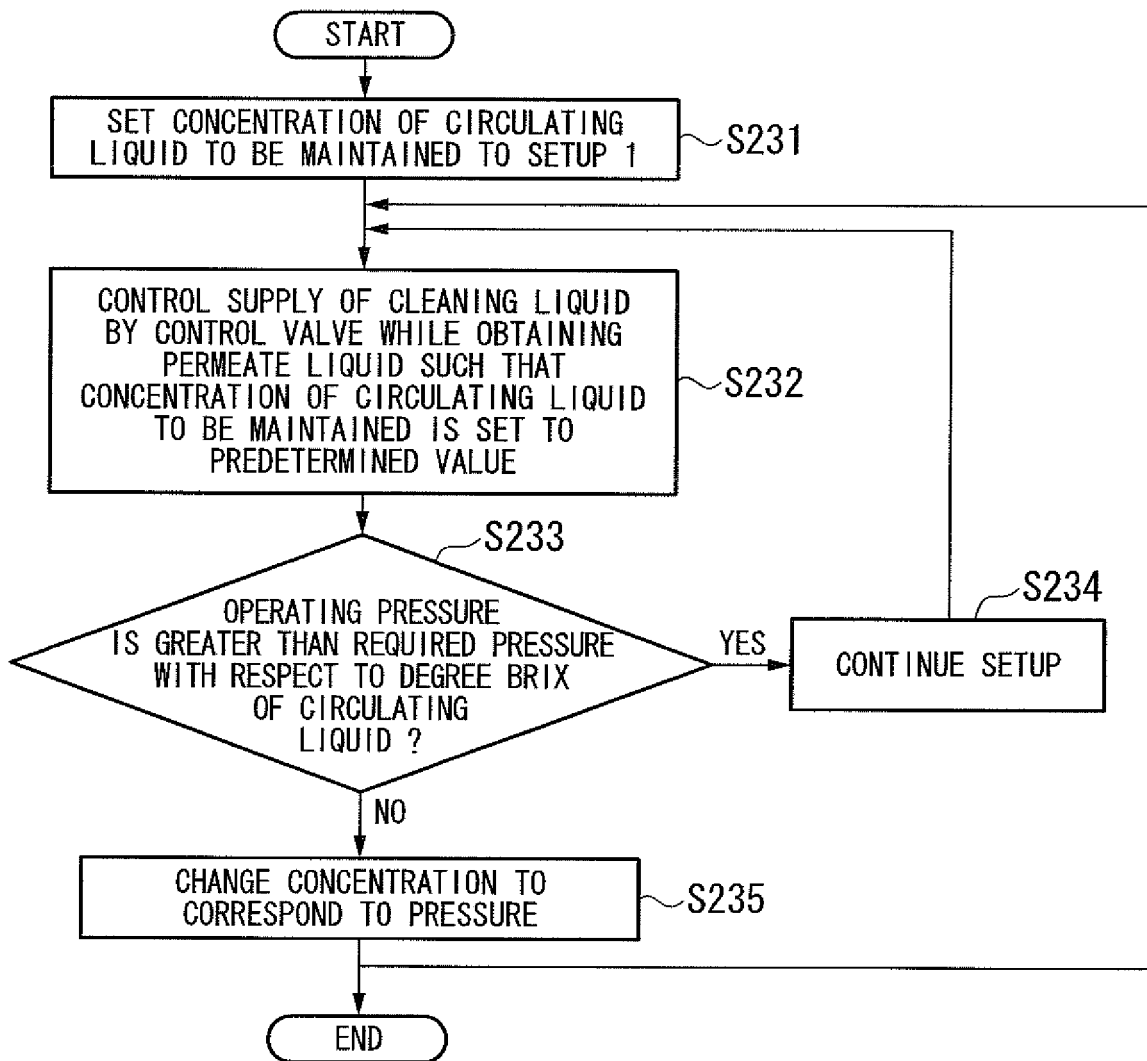 START
SET CONCENTRATION OF CIRCULATING
LIQUID TO BE MAINTAINED TO SETUP 1
S231
CONTROL SUPPLY OF CLEANING LIQUID
BY CONTROL VALVE WHILE OBTAINING
PERMEATE LIQUID SUCH THAT
CONCENTRATION OF CIRCULATING LIQUID
TO BE MAINTAINED IS SET TO
PREDETERMINED VALUE
S232
S233
OPERATING PRESSURE
IS GREATER THAN REQUIRED PRESSURE
WITH RESPECT TO DEGREE BRIX
OF CIRCULATING
LIQUID ?
YES
S234
CONTINUE SETUP
NO
CHANGE CONCENTRATION TO
CORRESPOND TO PRESSURE
S235
END